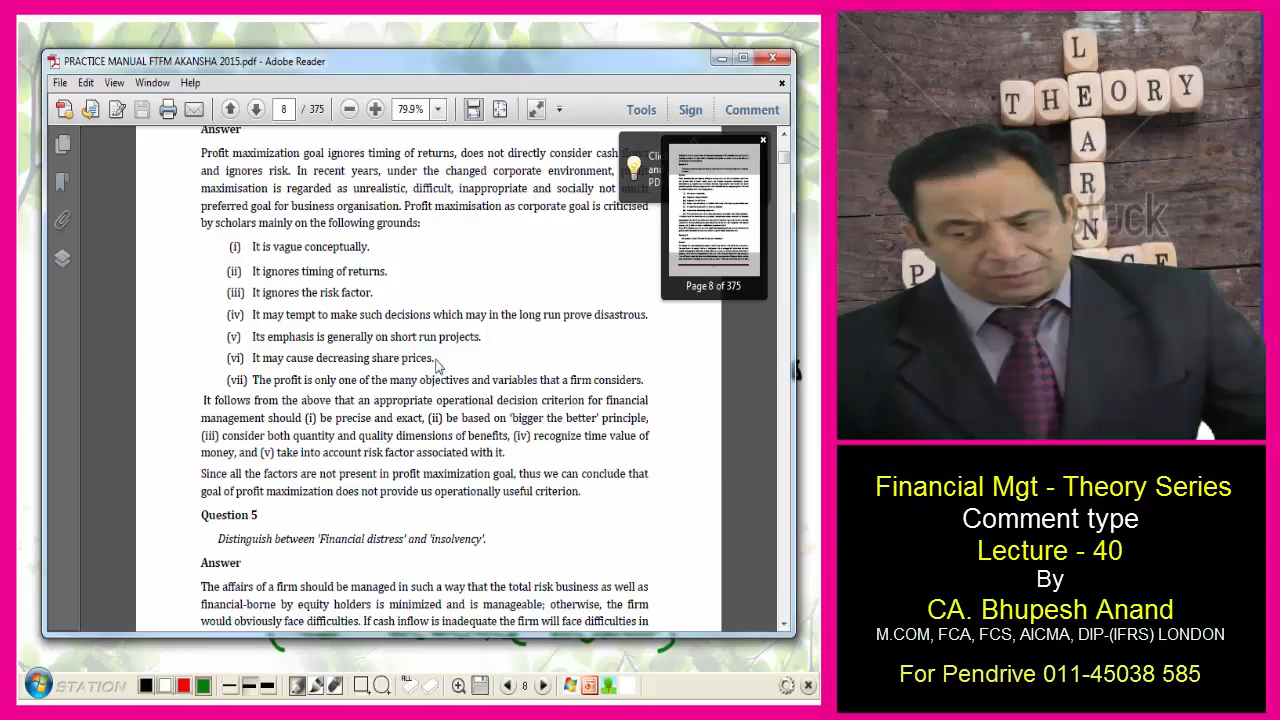 PRACTICE MANUAL FTFM AKANSHA 2015.pdf - Adobe Reader
File Edit View Window Help
8 / 375 79.9% Tools Sign Comment
Answer
Profit maximization goal ignores timing of returns, does not directly consider cash
and ignores risk. In recent years, under the changed corporate environment,
maximisation is regarded as unrealistic, difficult, inappropriate and socially not much
preferred goal for business organisation. Profit maximisation as corporate goal is criticised
by scholars mainly on the following grounds:
(i) It is vague conceptually.
(ii) It ignores timing of returns.
(iii) It ignores the risk factor.
(iv) It may tempt to make such decisions which may in the long run prove disastrous.
(v) Its emphasis is generally on short run projects.
(vi) It may cause decreasing share prices.
(vii) The profit is only one of the many objectives and variables that a firm considers.
It follows from the above that an appropriate operational decision criterion for financial
management should (i) be precise and exact, (ii) be based on ‘bigger the better’ principle,
(iii) consider both quantity and quality dimensions of benefits, (iv) recognize time value of
money, and (v) take into account risk factor associated with it.
Since all the factors are not present in profit maximization goal, thus we can conclude that
goal of profit maximization does not provide us operationally useful criterion.
Question 5
Distinguish between 'Financial distress' and 'insolvency'.
Answer
The affairs of a firm should be managed in such a way that the total risk business as well as
financial-borne by equity holders is minimized and is manageable; otherwise, the firm
would obviously face difficulties. If cash inflow is inadequate the firm will face difficulties in
Page 8 of 375
STATION
8
THEORY
LEARN
Financial Mgt - Theory Series
Comment type
Lecture - 40
By
CA. Bhupesh Anand
M.COM, FCA, FCS, AICMA, DIP-(IFRS) LONDON
For Pendrive 011-45038 585